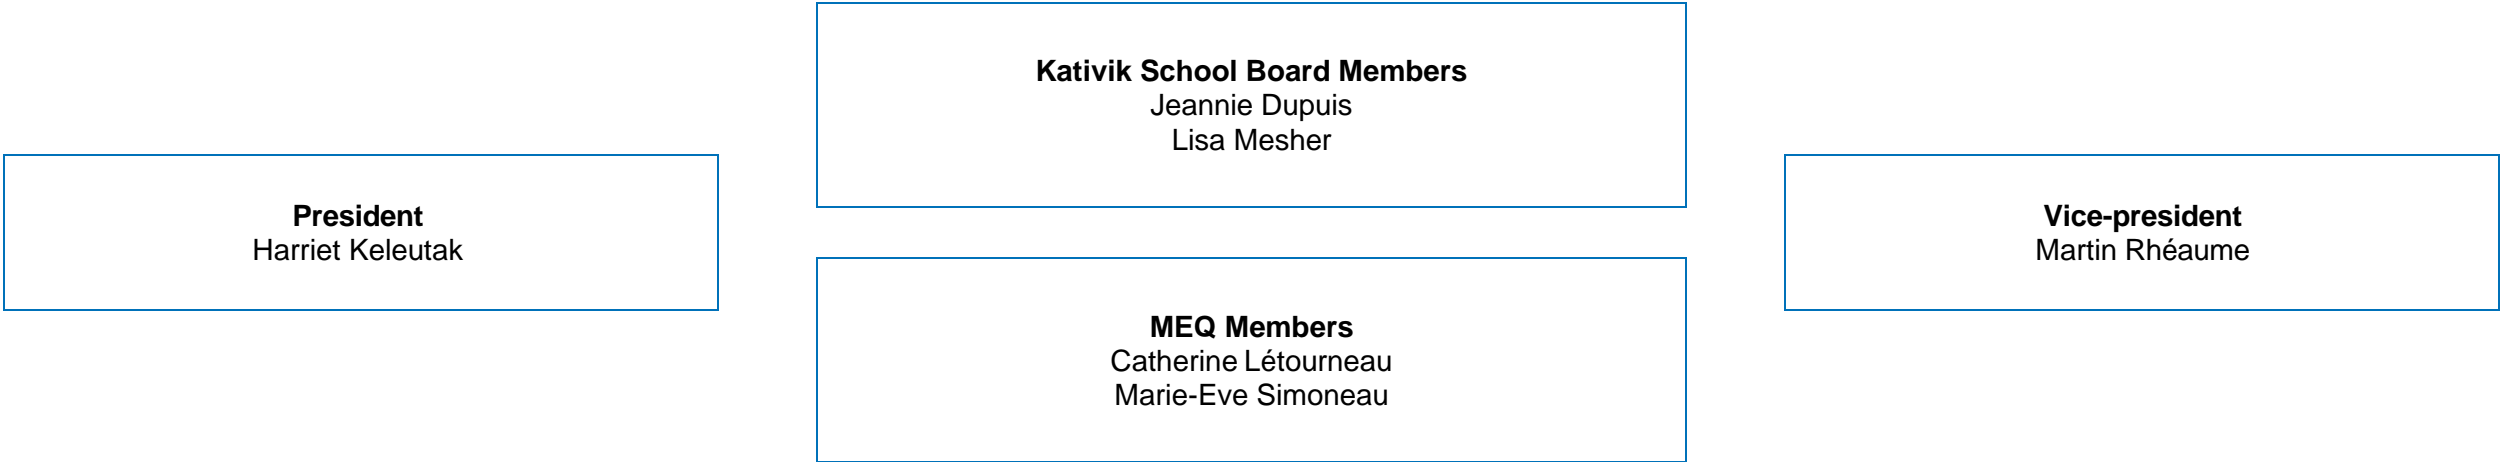 President
Harriet Keleutak
Kativik School Board Members
Jeannie Dupuis
Lisa Mesher
MEQ Members
Catherine Létourneau
Marie-Eve Simoneau
Vice-president
Martin Rhéaume